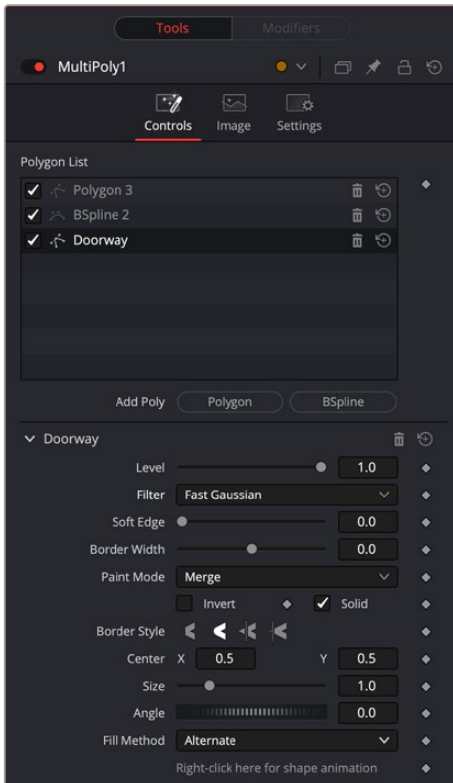 Tools Modifiers
MultiPoly1
Controls Image Settings
Polygon List
Polygon 3
BSpline 2
Doorway
Add Poly Polygon BSpline
Doorway
Level 1.0
Filter Fast Gaussian
Soft Edge 0.0
Border Width 0.0
Paint Mode Merge
Invert Solid
Border Style
Center X 0.5 Y 0.5
Size 1.0
Angle 0.0
Fill Method Alternate
Right-click here for shape animation